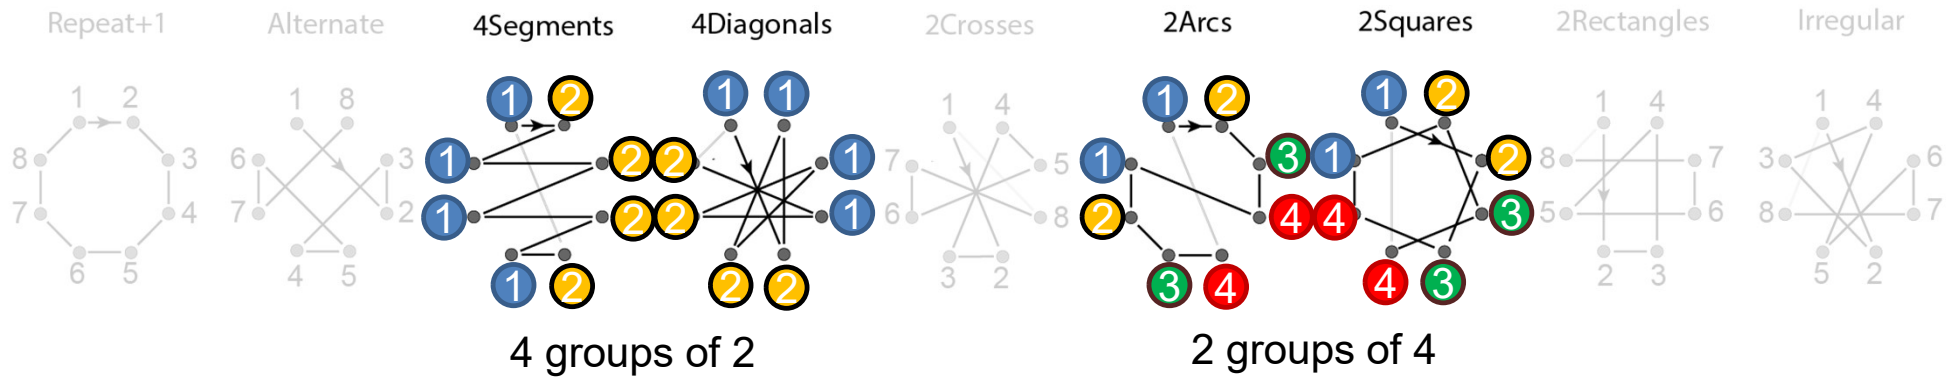 Repeat+1 Alternate 4Segments 4Diagonals 2Crosses 2Arcs 2Squares 2Rectangles Irregular
1 2 1 8 1 2 1 1 1 4 1 2 1 2 1 4 1 4
8 3 6 3 1 2 2 1 7 5 1 3 1 2 8 7 3 6
7 4 7 2 1 2 2 1 6 8 2 4 4 3 5 6 8 7
6 5 4 5 1 2 2 2 3 2 3 4 4 3 2 3 5 2
4 groups of 2 2 groups of 4